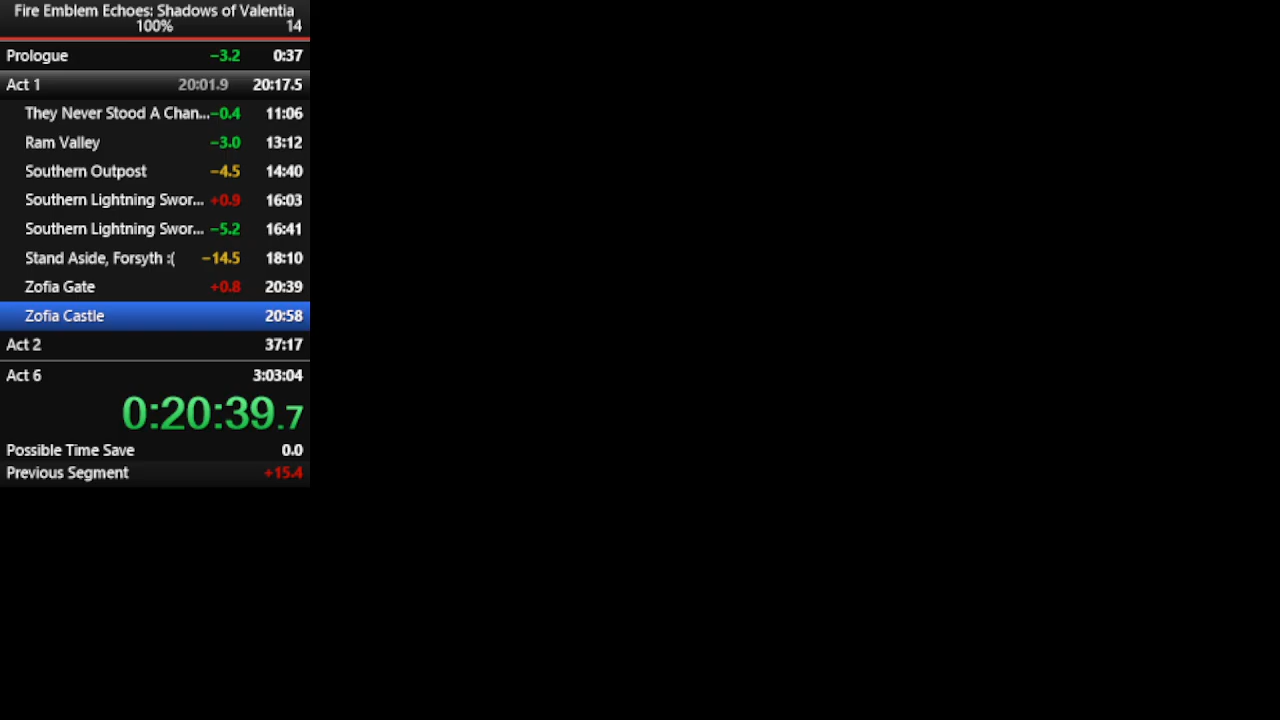 Fire Emblem Echoes: Shadows of Valentia
100% 14
Prologue −3.2 0:37
Act 1 20:01.9 20:17.5
They Never Stood A Chan... −0.4 11:06
Ram Valley −3.0 13:12
Southern Outpost −4.5 14:40
Southern Lightning Swor... +0.9 16:03
Southern Lightning Swor... −5.2 16:41
Stand Aside, Forsyth :( −14.5 18:10
Zofia Gate +0.8 20:39
Zofia Castle 20:58
Act 2 37:17
Act 6 3:03:04
0:20:39.7
Possible Time Save 0.0
Previous Segment +15.4